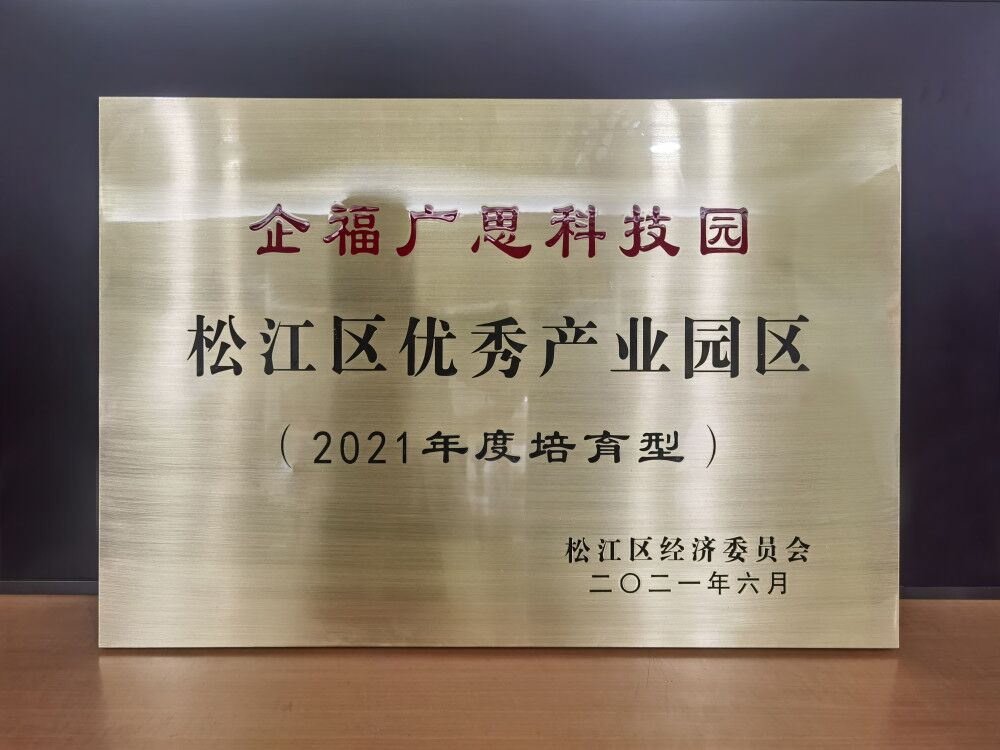 企福广思科技园
松江区优秀产业园区
（2021年度培育型）
松江区经济委员会
二〇二一年六月